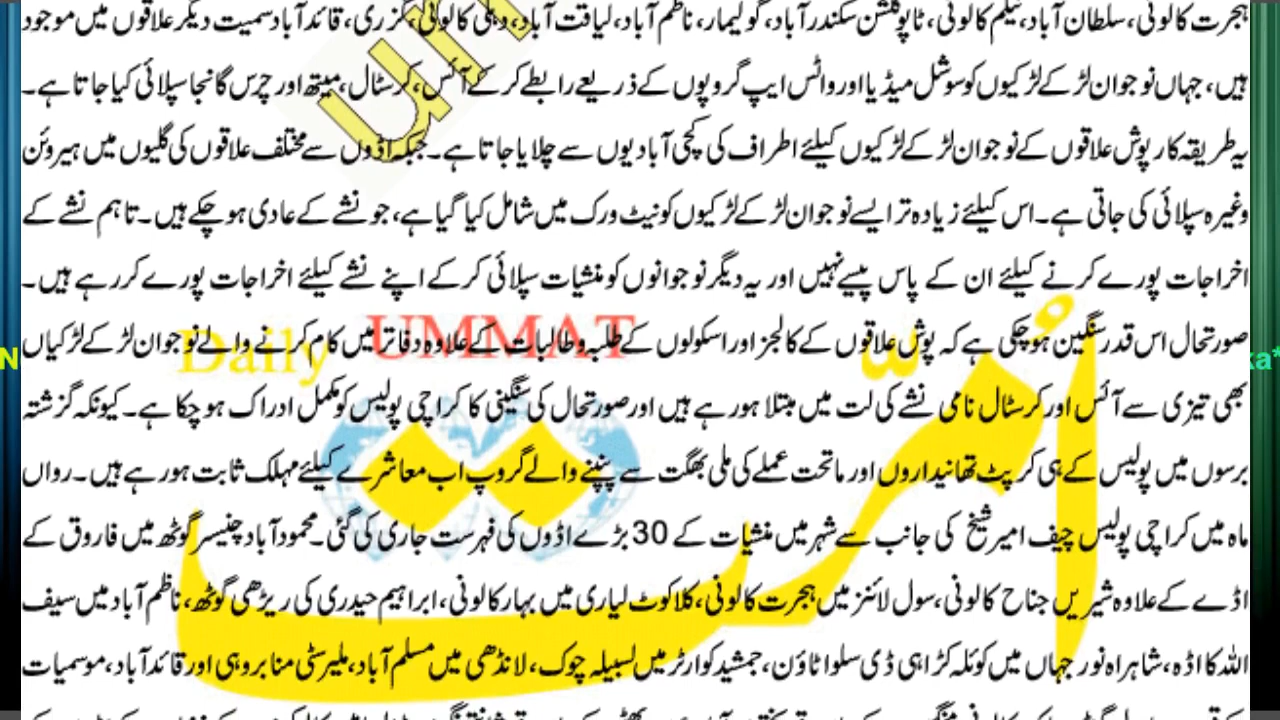 ہجرت کالونی، سلطان آباد، نیلم کالونی، ٹاپوفلشن سکندرآباد، گولیمار، ناظم آباد، لیاقت آباد، دہلی کالونی، گزری، قائدآباد سمیت دیگر علاقوں میں موجود
ہیں، جہاں نوجوان لڑکے لڑکیوں کو سوشل میڈیا اور واٹس ایپ گروپوں کے ذریعے رابطے کر کے آئس، کرسٹال، میتھ اور چرس گانجا سپلائی کیا جاتا ہے۔
یہ طریقہ کار پوش علاقوں کے نوجوان لڑکے لڑکیوں کیلئے اطراف کی کچی آبادیوں سے چلایا جاتا ہے۔ جبکہ اڈوں سے مختلف علاقوں کی گلیوں میں ہیروئن
وغیرہ سپلائی کی جاتی ہے۔ اس کیلئے زیادہ تر ایسے نوجوان لڑکے لڑکیوں کو نیٹ ورک میں شامل کیا گیا ہے، جو نشے کے عادی ہو چکے ہیں۔ تاہم نشے کے
اخراجات پورے کرنے کیلئے ان کے پاس پیسے نہیں اور یہ دیگر نوجوانوں کو منشیات سپلائی کر کے اپنے نشے کیلئے اخراجات پورے کر رہے ہیں۔
صورتحال اس قدر سنگین ہو چکی ہے کہ پوش علاقوں کے کالجز اور اسکولوں کے طلبہ و طالبات کے علاوہ دفاتر میں کام کرنے والے نوجوان لڑکے لڑکیاں
بھی تیزی سے آئس اور کرسٹال نامی نشے کی لت میں مبتلا ہو رہے ہیں اور صورتحال کی سنگینی کا کراچی پولیس کو مکمل ادراک ہو چکا ہے۔ کیونکہ گزشتہ
برسوں میں پولیس کے ہی کرپٹ تھانیداروں اور ماتحت عملے کی ملی بھگت سے پنپنے والے گروپ اب معاشرے کیلئے مہلک ثابت ہو رہے ہیں۔ رواں
ماہ میں کراچی پولیس چیف امیر شیخ کی جانب سے شہر میں منشیات کے 30 بڑے اڈوں کی فہرست جاری کی گئی۔ محمود آباد چنیسر گوٹھ میں فاروق کے
اڈے کے علاوہ شیریں جناح کالونی، سول لائنز میں ہجرت کالونی، کلاکوٹ لیاری میں بہار کالونی، ابراہیم حیدری کی ریڑھی گوٹھ، ناظم آباد میں سیف
اللہ کا اڈہ، شاہراہ نور جہاں میں کوئلہ کڑاہی ڈی سلوا ٹاؤن، جمشید کوارٹر میں لسبیلہ چوک، لانڈھی میں مسلم آباد، ملیر سٹی منا بروہی اور قائدآباد، موسمیات
Daily UMMAT
اُمّت